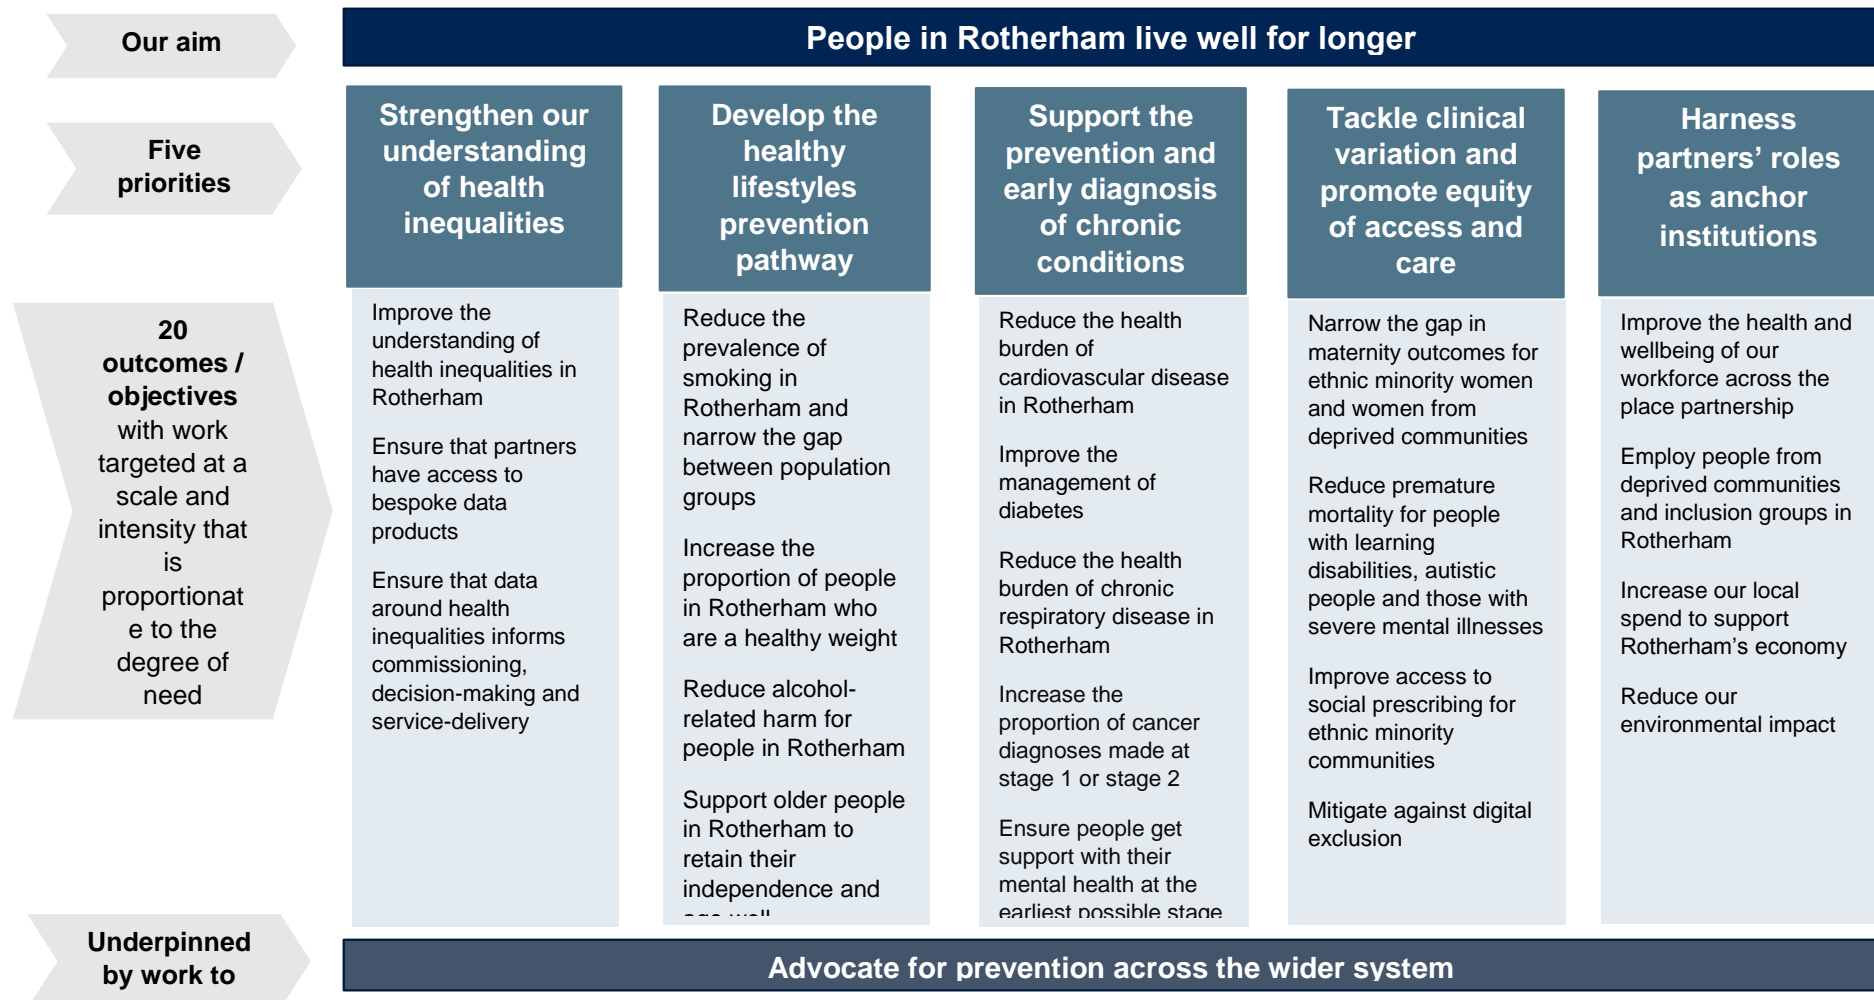 Our aim
People in Rotherham live well for longer
Five
priorities
Strengthen our
understanding
of health
inequalities
Develop the
healthy
lifestyles
prevention
pathway
Support the
prevention and
early diagnosis
of chronic
conditions
Tackle clinical
variation and
promote equity
of access and
care
Harness
partners’ roles
as anchor
institutions
20
outcomes /
objectives
with work
targeted at a
scale and
intensity that
is
proportionat
e to the
degree of
need
Improve the
understanding of
health inequalities in
Rotherham
Ensure that partners
have access to
bespoke data
products
Ensure that data
around health
inequalities informs
commissioning,
decision-making and
service-delivery
Reduce the
prevalence of
smoking in
Rotherham and
narrow the gap
between population
groups
Increase the
proportion of people
in Rotherham who
are a healthy weight
Reduce alcohol-
related harm for
people in Rotherham
Support older people
in Rotherham to
retain their
independence and
age well
Reduce the health
burden of
cardiovascular disease
in Rotherham
Improve the
management of
diabetes
Reduce the health
burden of chronic
respiratory disease in
Rotherham
Increase the
proportion of cancer
diagnoses made at
stage 1 or stage 2
Ensure people get
support with their
mental health at the
earliest possible stage
Narrow the gap in
maternity outcomes for
ethnic minority women
and women from
deprived communities
Reduce premature
mortality for people
with learning
disabilities, autistic
people and those with
severe mental illnesses
Improve access to
social prescribing for
ethnic minority
communities
Mitigate against digital
exclusion
Improve the health and
wellbeing of our
workforce across the
place partnership
Employ people from
deprived communities
and inclusion groups in
Rotherham
Increase our local
spend to support
Rotherham’s economy
Reduce our
environmental impact
Underpinned
by work to
Advocate for prevention across the wider system